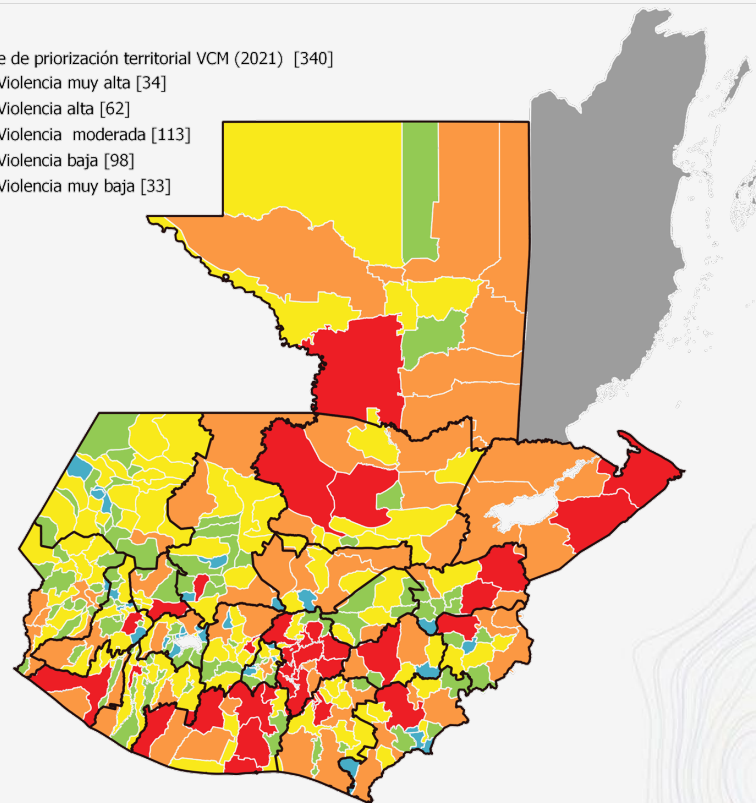 e de priorización territorial VCM (2021) [340]
Violencia muy alta [34]
Violencia alta [62]
Violencia moderada [113]
Violencia baja [98]
Violencia muy baja [33]